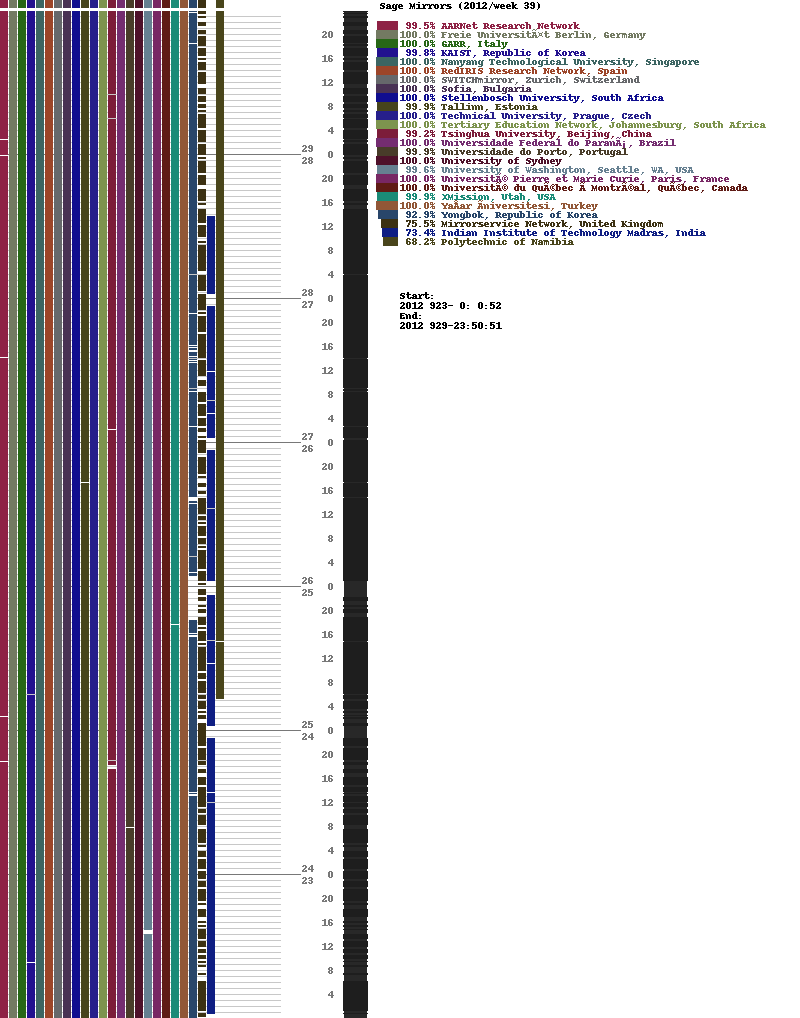 Sage Mirrors (2012/week 39)
99.5% AARNet Research Network
100.0% Freie UniversitÃ¤t Berlin, Germany
100.0% GARR, Italy
99.8% KAIST, Republic of Korea
100.0% Nanyang Technological University, Singapore
100.0% RedIRIS Research Network, Spain
100.0% SWITCHmirror, Zurich, Switzerland
100.0% Sofia, Bulgaria
100.0% Stellenbosch University, South Africa
99.9% Tallinn, Estonia
100.0% Technical University, Prague, Czech
100.0% Tertiary Education Network, Johannesburg, South Africa
99.2% Tsinghua University, Beijing, China
100.0% Universidade Federal do ParanÃ¡, Brazil
99.9% Universidade do Porto, Portugal
100.0% University of Sydney
99.6% University of Washington, Seattle, WA, USA
100.0% UniversitÃ© Pierre et Marie Curie, Paris, France
100.0% UniversitÃ© du QuÃ©bec Ã MontrÃ©al, QuÃ©bec, Canada
99.9% XMission, Utah, USA
100.0% YaÅar Ãniversitesi, Turkey
92.9% Yongbok, Republic of Korea
75.5% Mirrorservice Network, United Kingdom
73.4% Indian Institute of Technology Madras, India
68.2% Polytechnic of Namibia
Start:
2012 923- 0: 0:52
End:
2012 929-23:50:51
20
16
12
8
4
29
0
28
20
16
12
8
4
28
0
27
20
16
12
8
4
27
0
26
20
16
12
8
4
26
0
25
20
16
12
8
4
25
0
24
20
16
12
8
4
24
0
23
20
16
12
8
4